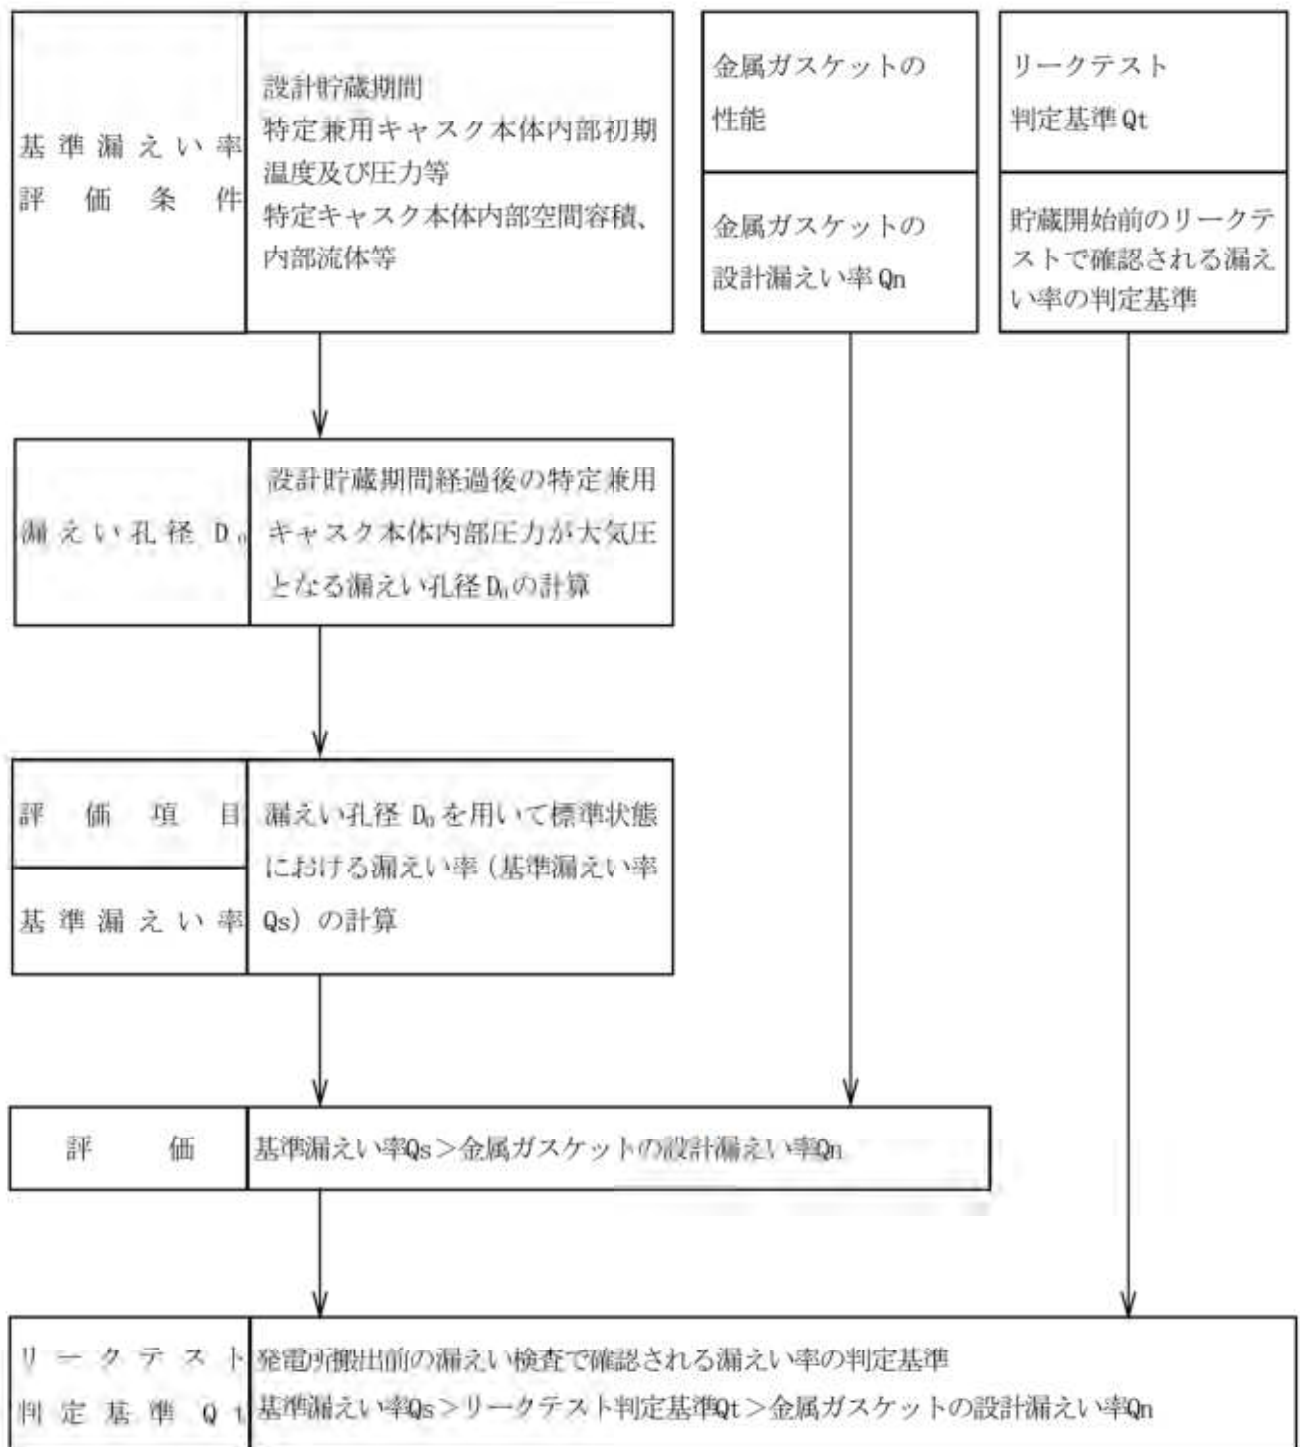 基準漏えい率
評価条件
設計貯蔵期間
特定兼用キャスク本体内部初期
温度及び圧力等
特定キャスク本体内部空間容積、
内部流体等
金属ガスケットの
性能
金属ガスケットの
設計漏えい率Qn
リークテスト
判定基準Qt
貯蔵開始前のリークテ
ストで確認される漏え
い率の判定基準
漏えい孔径 D₀
設計貯蔵期間経過後の特定兼用
キャスク本体内部圧力が大気圧
となる漏えい孔径D₀の計算
評価項目
基準漏えい率
漏えい孔径 D₀を用いて標準状態
における漏えい率(基準漏えい率
Qs)の計算
評価
基準漏えい率Qs>金属ガスケットの設計漏えい率Qn
リークテスト
判定基準Qt
発電所搬出前の漏えい検査で確認される漏えい率の判定基準
基準漏えい率Qs>リークテスト判定基準Qt>金属ガスケットの設計漏えい率Qn